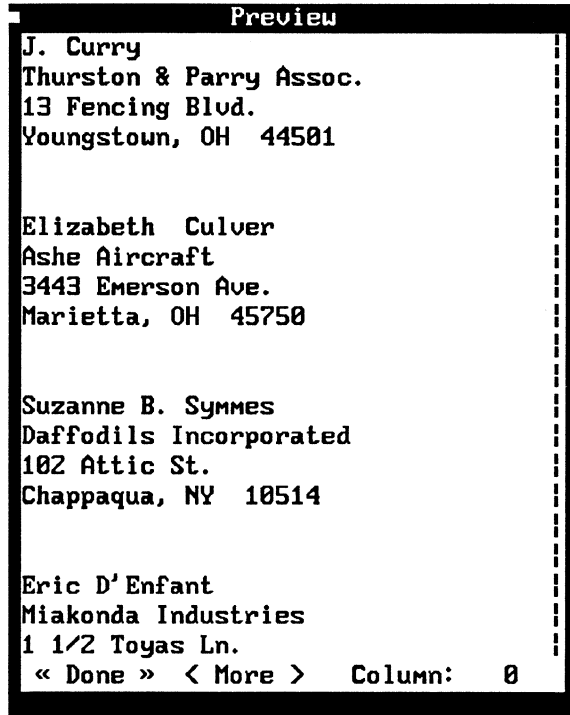 Preview
J. Curry
Thurston & Parry Assoc.
13 Fencing Blvd.
Youngstown, OH  44501
Elizabeth  Culver
Ashe Aircraft
3443 Emerson Ave.
Marietta, OH  45750
Suzanne B. Symmes
Daffodils Incorporated
102 Attic St.
Chappaqua, NY  10514
Eric D'Enfant
Miakonda Industries
1 1/2 Toyas Ln.
« Done »  < More >   Column:   0